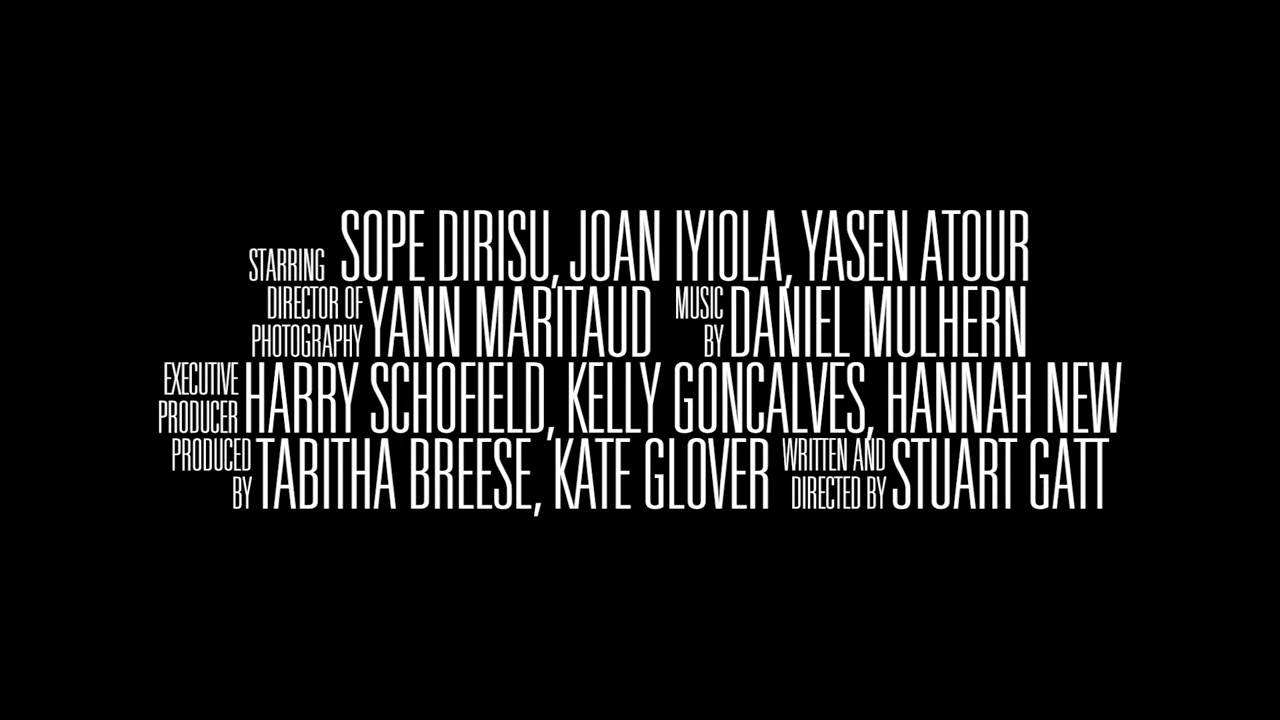 STARRING SOPE DIRISU, JOAN IYIOLA, YASEN ATOUR
DIRECTOR OF PHOTOGRAPHY YANN MARITAUD MUSIC BY DANIEL MULHERN
EXECUTIVE PRODUCER HARRY SCHOFIELD, KELLY GONCALVES, HANNAH NEW
PRODUCED BY TABITHA BREESE, KATE GLOVER WRITTEN AND DIRECTED BY STUART GATT